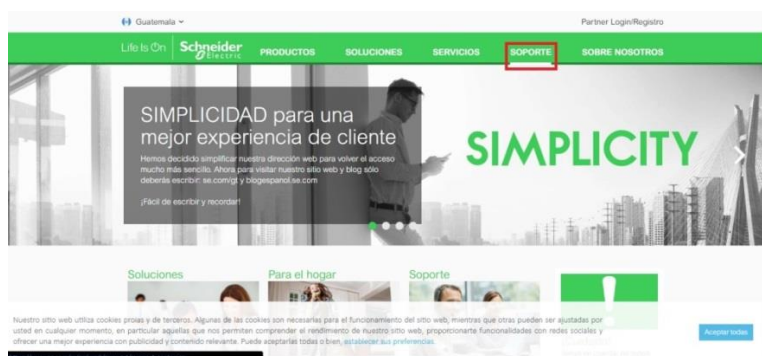 Guatemala
Partner Login/Registro
Life Is On
Schneider
Electric
PRODUCTOS
SOLUCIONES
SERVICIOS
SOPORTE
SOBRE NOSOTROS
SIMPLICIDAD para una
mejor experiencia de cliente
Hemos decidido simplificar nuestra dirección web para volver el acceso
mucho más sencillo. Ahora para visitar nuestro sitio web y blog sólo
deberás escribir: se.com/gt y blogespanol.se.com
¡Fácil de escribir y recordar!
SIMPLICITY
Soluciones
Para el hogar
Soporte
Nuestro sitio web utiliza cookies propias y de terceros. Algunas de las cookies son necesarias para el funcionamiento del sitio web, mientras que otras pueden ser ajustadas por
usted en cualquier momento, en particular aquellas que nos permiten comprender el rendimiento de nuestro sitio web, proporcionarte funcionalidades con redes sociales y
ofrecer una mejor experiencia con publicidad y contenido relevante. Puede aceptarlas todas o bien, establecer sus preferencias.
Aceptar todas